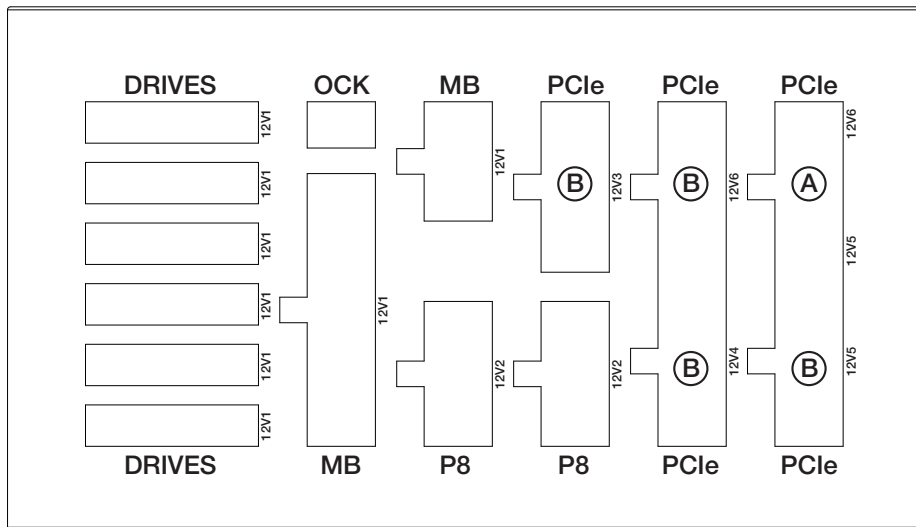 DRIVES OCK MB PCIe PCIe PCIe
12V1 12V1 12V6
12V1 B 12V3 B 12V6 A
12V1
12V1
12V5
12V1 12V1
12V1 12V2 12V2 B 12V4 B 12V5
12V1
DRIVES MB P8 P8 PCIe PCIe